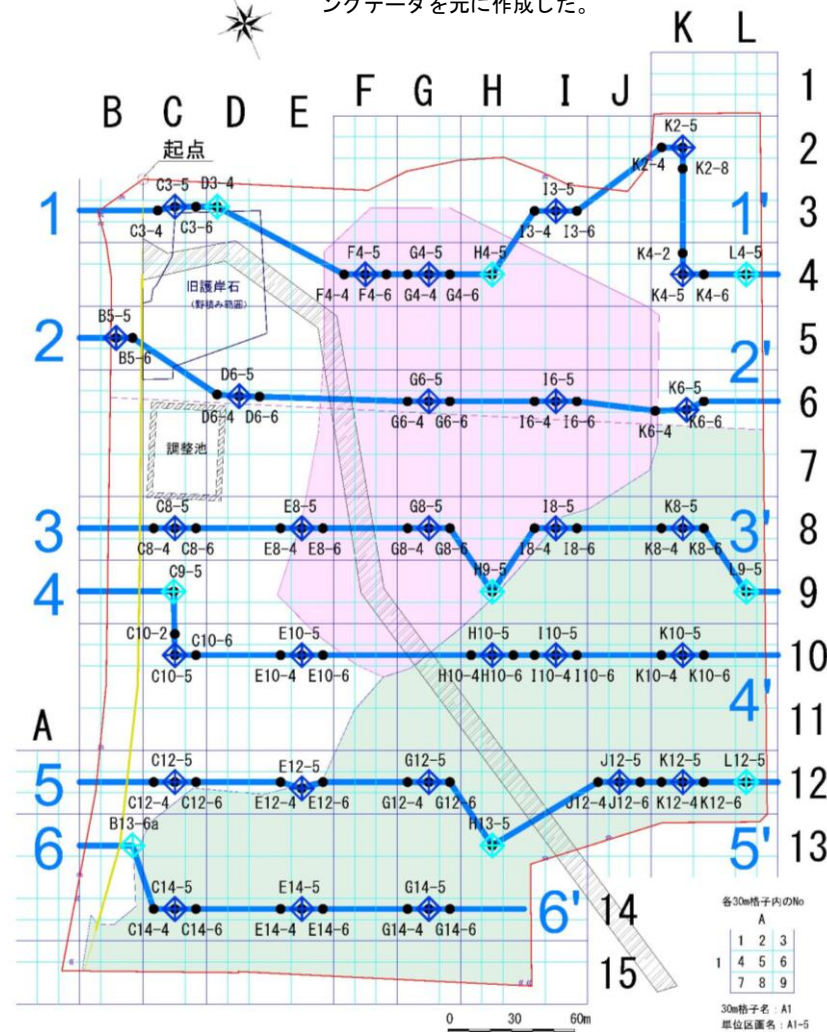 ングデータを元に作成した。
K L
F G H I J
B C D E
1
起点
K2-5
2
K2-4
K2-8
C3-5 D3-4
I3-5
1
1'
3
C3-4
C3-6
I3-4 I3-6
F4-5 G4-5 H4-5
K4-2
L4-5
4
旧護岸石
(野積み範囲)
F4-4 F4-6 G4-4 G4-6
K4-5 K4-6
B5-5
2
2'
5
B5-6
D6-5
G6-5
I6-5
K6-5
6
D6-4 D6-6
G6-4 G6-6
I6-4 I6-6
K6-4
K6-6
調整池
7
C8-5
E8-5
G8-5
I8-5
K8-5
3
3'
8
C8-4 C8-6
E8-4 E8-6
G8-4 G8-6
I8-4 I8-6
K8-4 K8-6
C9-5
H9-5
L9-5
4
9
C10-2
C10-6
E10-5
H10-5 I10-5
K10-5
10
C10-5
E10-4 E10-6
H10-4 H10-6 I10-4 I10-6
K10-4 K10-6
4'
A
11
C12-5
E12-5
G12-5
J12-5 K12-5 L12-5
5
12
C12-4 C12-6
E12-4 E12-6
G12-4 G12-6
J12-4 J12-6 K12-4 K12-6
B13-6a
H13-5
6
5'
13
C14-5
E14-5
G14-5
6'
14
C14-4 C14-6
E14-4 E14-6
G14-4 G14-6
15
各30m格子内のNo
A
1 2 3
1 4 5 6
7 8 9
30m格子名：A1
単位区画名：A1-5
0 30m 60m